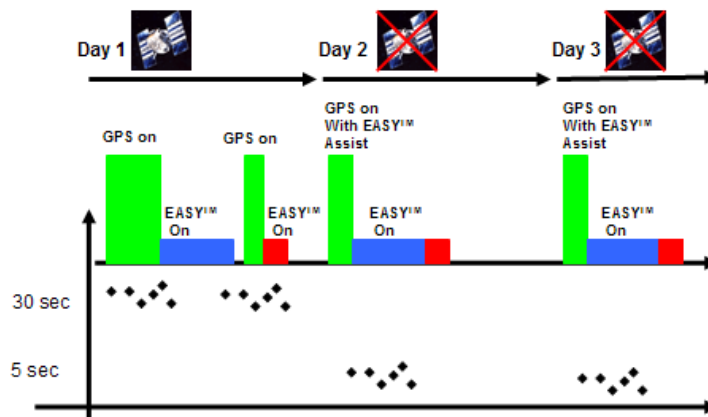 Day 1
Day 2
Day 3
GPS on
GPS on
GPS on
With EASY™
Assist
GPS on
With EASY™
Assist
EASY™
On
EASY™
On
EASY™
On
EASY™
On
30 sec
5 sec